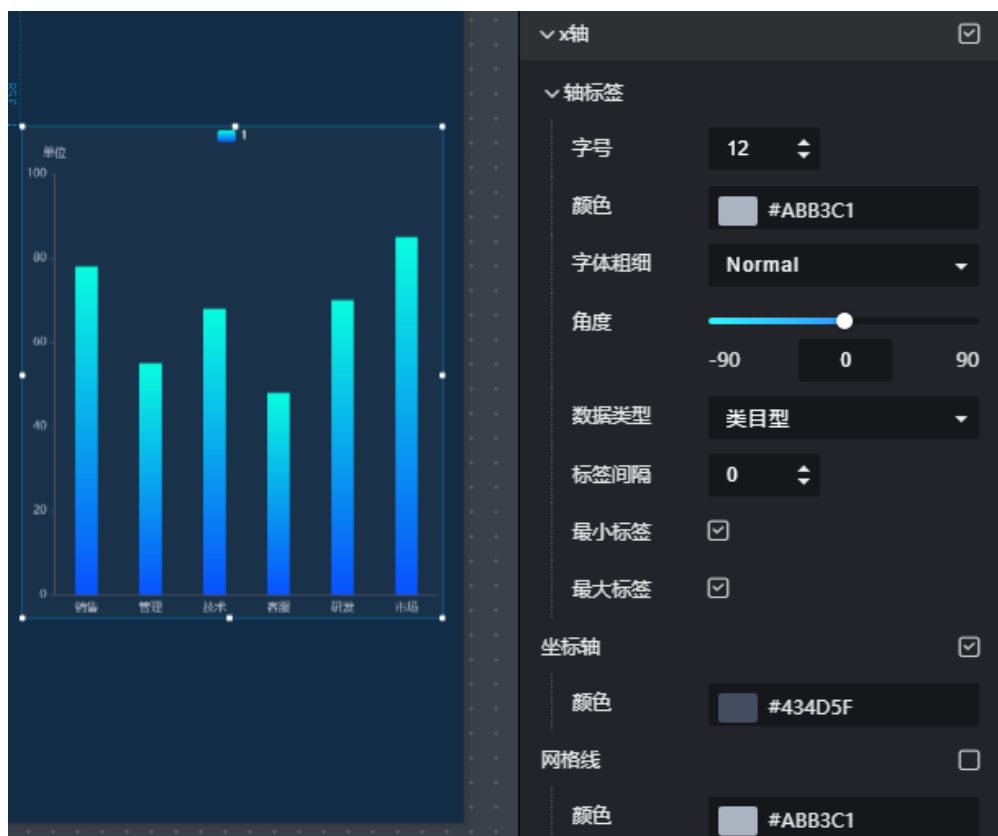 1
单位
100
80
60
40
20
0
销售 管理 技术 客服 研发 市场
x轴
轴标签
字号 12
颜色 #ABB3C1
字体粗细 Normal
角度
-90 0 90
数据类型 类目型
标签间隔 0
最小标签
最大标签
坐标轴
颜色 #434D5F
网格线
颜色 #ABB3C1